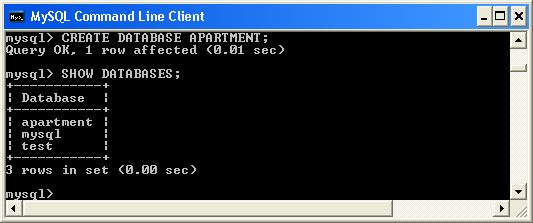 MySQL Command Line Client
mysql> CREATE DATABASE APARTMENT;
Query OK, 1 row affected (0.01 sec)
mysql> SHOW DATABASES;
+-----------+
| Database  |
+-----------+
| apartment |
| mysql     |
| test      |
+-----------+
3 rows in set (0.00 sec)
mysql>